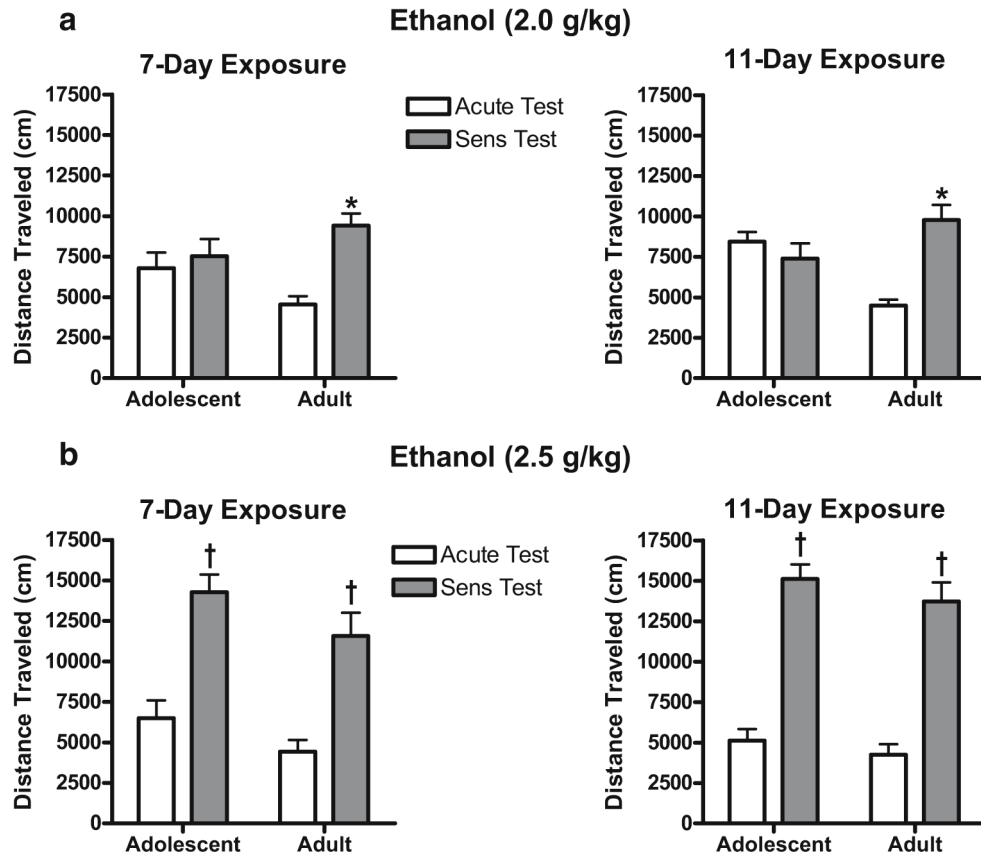 a
Ethanol (2.0 g/kg)
7-Day Exposure
Distance Traveled (cm)
17500
15000
12500
10000
7500
5000
2500
0
*
Adolescent
Adult
Acute Test
Sens Test
11-Day Exposure
Distance Traveled (cm)
17500
15000
12500
10000
7500
5000
2500
0
*
Adolescent
Adult
b
Ethanol (2.5 g/kg)
7-Day Exposure
Distance Traveled (cm)
17500
15000
12500
10000
7500
5000
2500
0
†
†
Adolescent
Adult
Acute Test
Sens Test
11-Day Exposure
Distance Traveled (cm)
17500
15000
12500
10000
7500
5000
2500
0
†
†
Adolescent
Adult